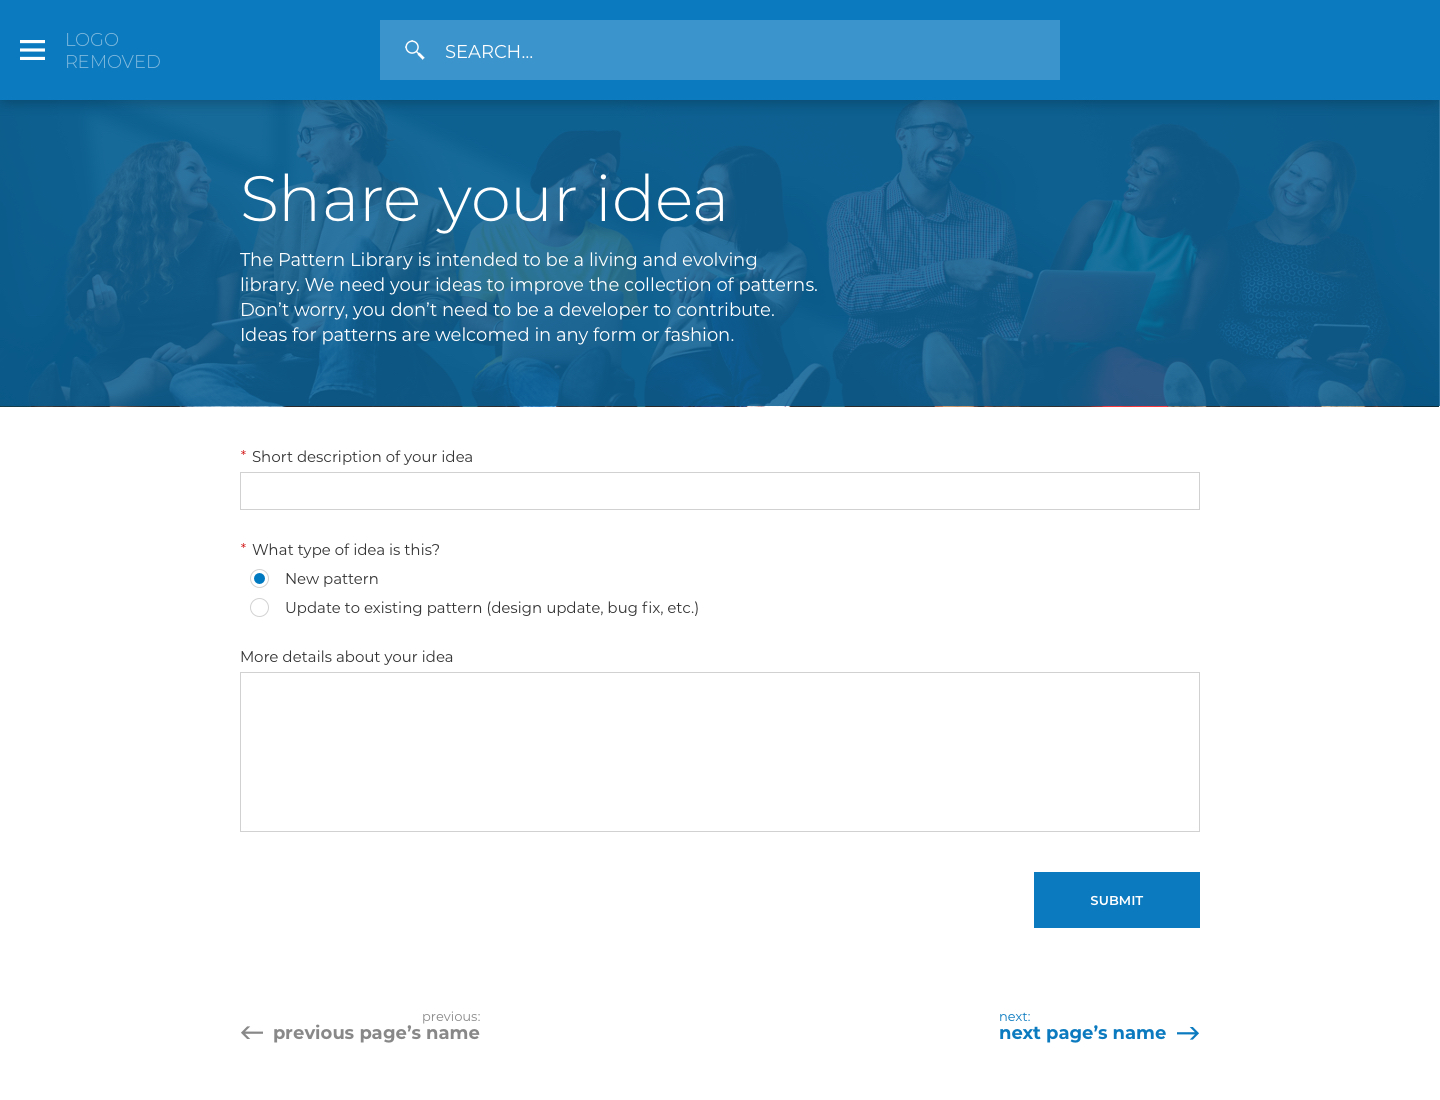 LOGO
REMOVED
SEARCH...
Share your idea
The Pattern Library is intended to be a living and evolving
library. We need your ideas to improve the collection of patterns.
Don’t worry, you don’t need to be a developer to contribute.
Ideas for patterns are welcomed in any form or fashion.
* Short description of your idea
* What type of idea is this?
New pattern
Update to existing pattern (design update, bug fix, etc.)
More details about your idea
SUBMIT
previous:
previous page’s name
next:
next page’s name